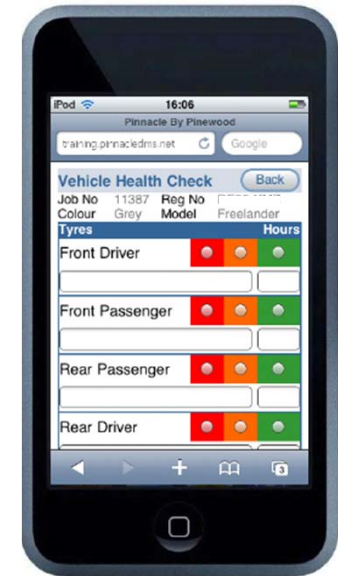 iPod 16:06
Pinnacle By Pinewood
training.pinnacledms.net Google
Vehicle Health Check Back
Job No 11387 Reg No
Colour Grey Model Freelander
Tyres Hours
Front Driver
Front Passenger
Rear Passenger
Rear Driver
3